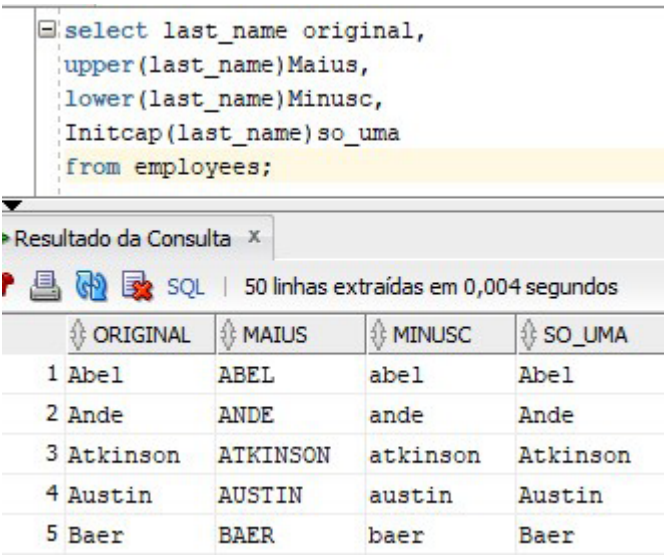 select last_name original,
upper(last_name)Maius,
lower(last_name)Minusc,
Initcap(last_name)so_uma
from employees;
Resultado da Consulta x
SQL | 50 linhas extraídas em 0,004 segundos
ORIGINAL MAIUS MINUSC SO_UMA
1 Abel ABEL abel Abel
2 Ande ANDE ande Ande
3 Atkinson ATKINSON atkinson Atkinson
4 Austin AUSTIN austin Austin
5 Baer BAER baer Baer